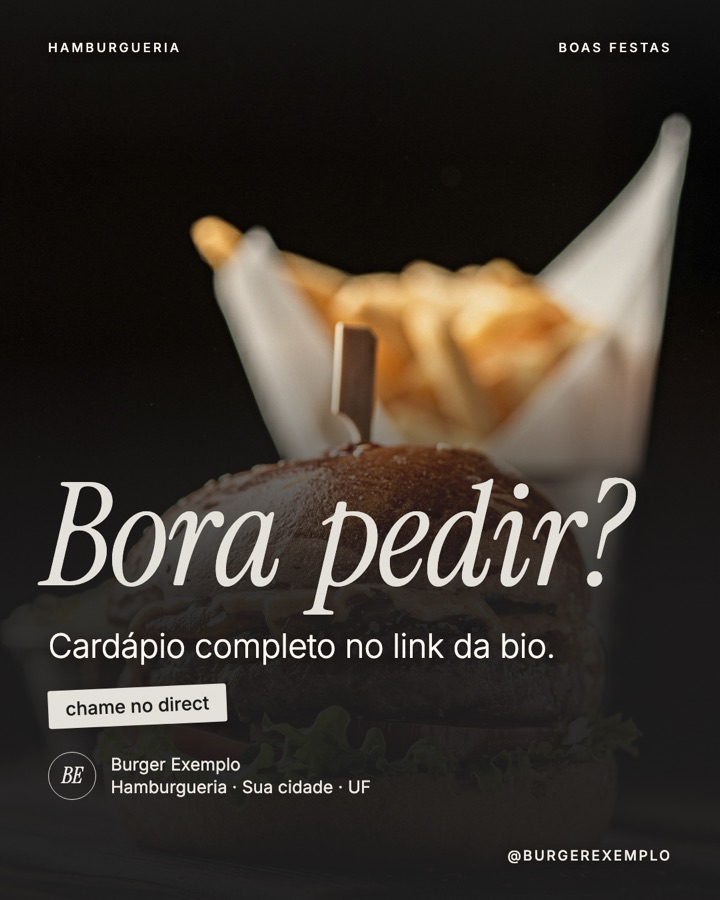 HAMBURGUERIA
BOAS FESTAS
Bora pedir?
Cardápio completo no link da bio.
chame no direct
BE
Burger Exemplo
Hamburgueria · Sua cidade · UF
@BURGEREXEMPLO